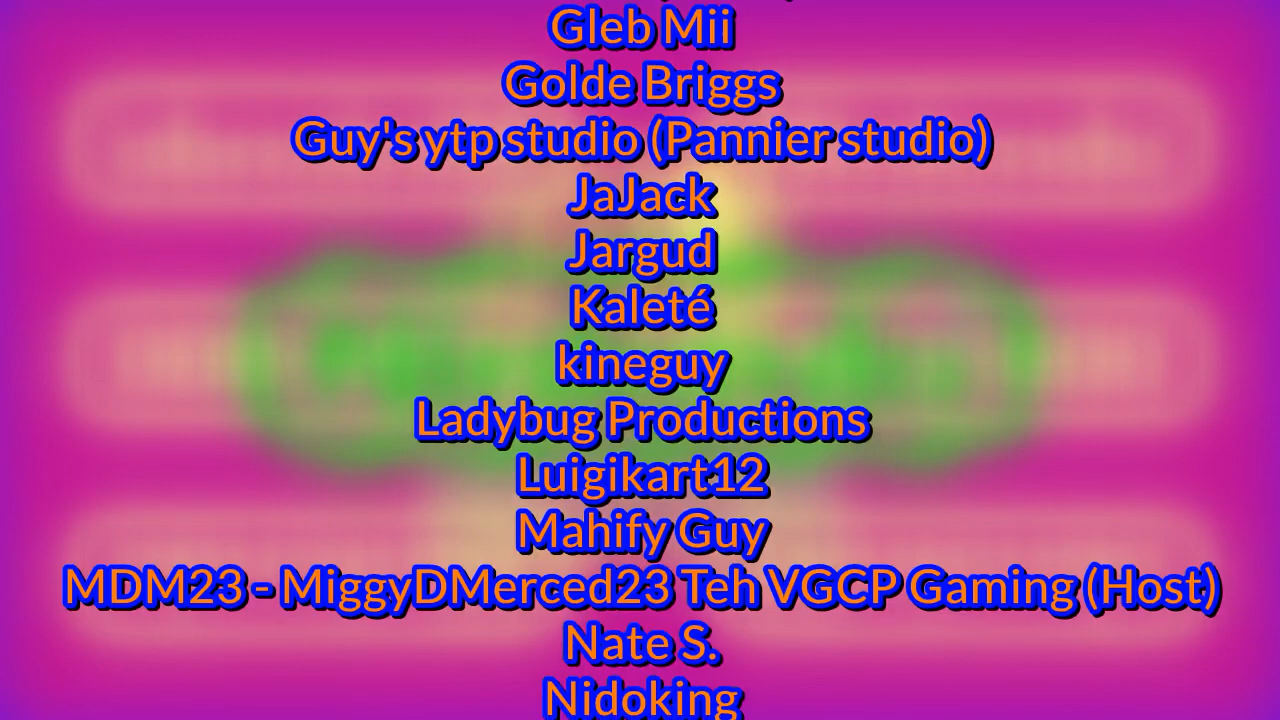 Gleb Mii
Golde Briggs
Guy's ytp studio (Pannier studio)
JaJack
Jargud
Kaleté
kineguy
Ladybug Productions
Luigikart12
Mahify Guy
MDM23 - MiggyDMerced23 Teh VGCP Gaming (Host)
Nate S.
Nidoking